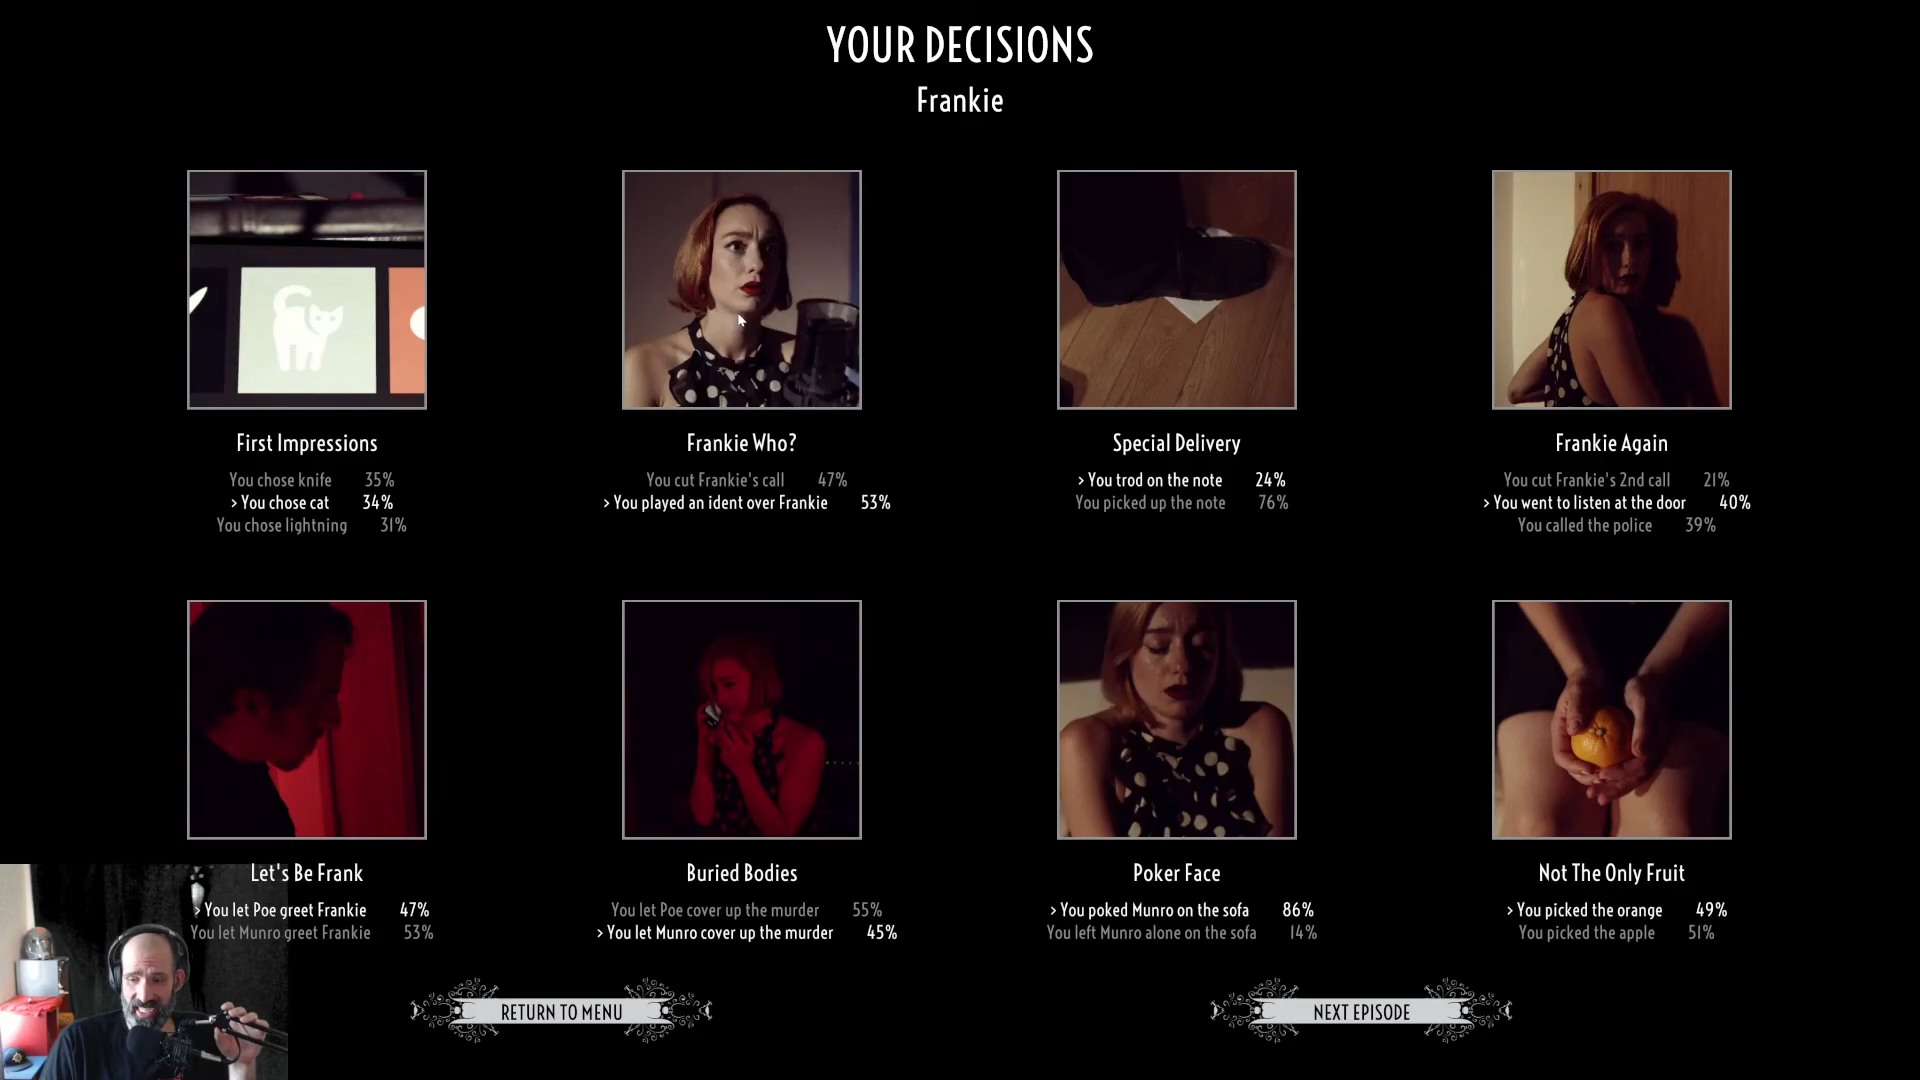 YOUR DECISIONS
Frankie
First Impressions
You chose knife 35%
> You chose cat 34%
You chose lightning 31%
Frankie Who?
You cut Frankie's call 47%
> You played an ident over Frankie 53%
Special Delivery
> You trod on the note 24%
You picked up the note 76%
Frankie Again
You cut Frankie's 2nd call 21%
> You went to listen at the door 40%
You called the police 39%
Let's Be Frank
> You let Poe greet Frankie 47%
You let Munro greet Frankie 53%
Buried Bodies
You let Poe cover up the murder 55%
> You let Munro cover up the murder 45%
Poker Face
> You poked Munro on the sofa 86%
You left Munro alone on the sofa 14%
Not The Only Fruit
> You picked the orange 49%
You picked the apple 51%
RETURN TO MENU
NEXT EPISODE